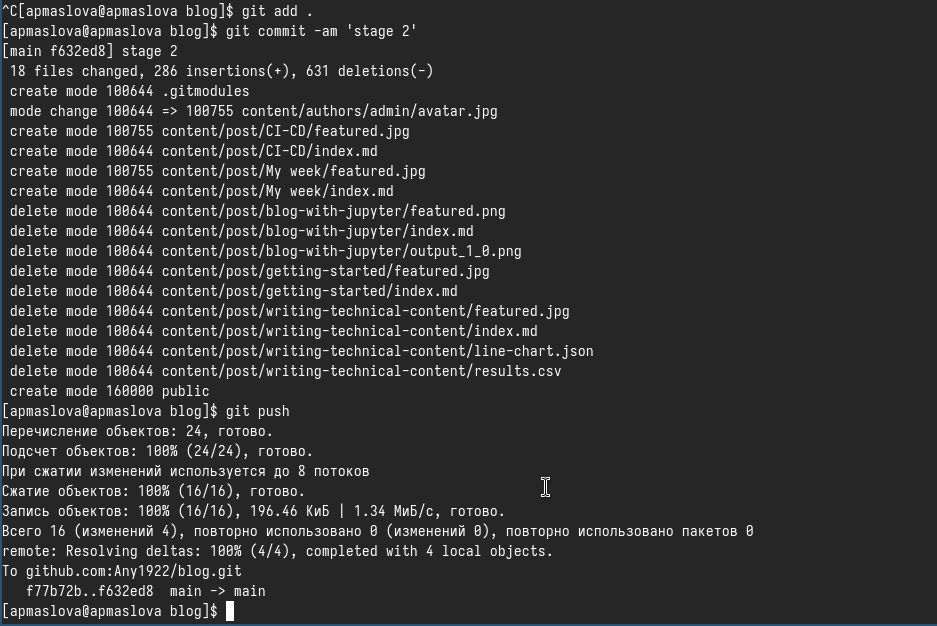 ^C[apmaslova@apmaslova blog]$ git add .
[apmaslova@apmaslova blog]$ git commit -am 'stage 2'
[main f632ed8] stage 2
 18 files changed, 286 insertions(+), 631 deletions(-)
 create mode 100644 .gitmodules
 mode change 100644 => 100755 content/authors/admin/avatar.jpg
 create mode 100755 content/post/CI-CD/featured.jpg
 create mode 100644 content/post/CI-CD/index.md
 create mode 100755 content/post/My week/featured.jpg
 create mode 100644 content/post/My week/index.md
 delete mode 100644 content/post/blog-with-jupyter/featured.png
 delete mode 100644 content/post/blog-with-jupyter/index.md
 delete mode 100644 content/post/blog-with-jupyter/output_1_0.png
 delete mode 100644 content/post/getting-started/featured.jpg
 delete mode 100644 content/post/getting-started/index.md
 delete mode 100644 content/post/writing-technical-content/featured.jpg
 delete mode 100644 content/post/writing-technical-content/index.md
 delete mode 100644 content/post/writing-technical-content/line-chart.json
 delete mode 100644 content/post/writing-technical-content/results.csv
 create mode 160000 public
[apmaslova@apmaslova blog]$ git push
Перечисление объектов: 24, готово.
Подсчет объектов: 100% (24/24), готово.
При сжатии изменений используется до 8 потоков
Сжатие объектов: 100% (16/16), готово.
Запись объектов: 100% (16/16), 196.46 КиБ | 1.34 МиБ/с, готово.
Всего 16 (изменений 4), повторно использовано 0 (изменений 0), повторно использовано пакетов 0
remote: Resolving deltas: 100% (4/4), completed with 4 local objects.
To github.com:Any1922/blog.git
   f77b72b..f632ed8  main -> main
[apmaslova@apmaslova blog]$